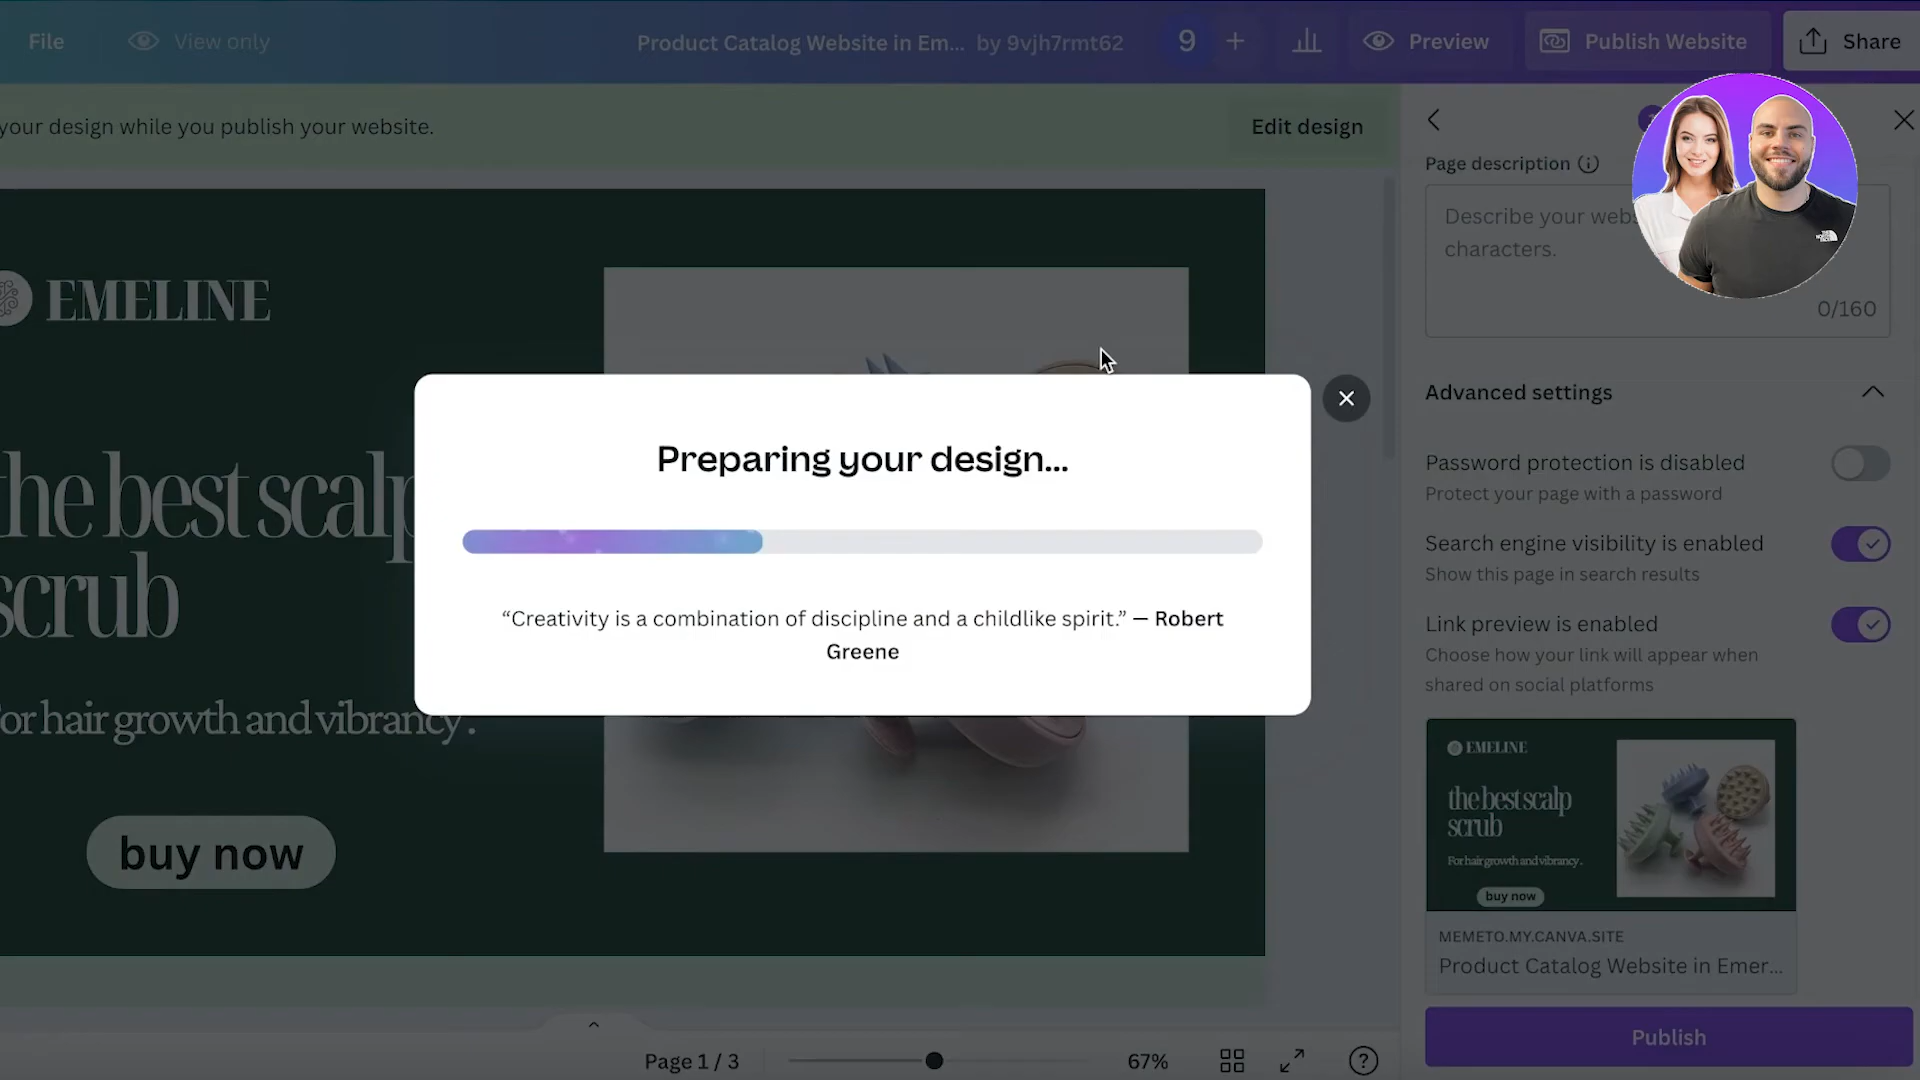 File
View only
Product Catalog Website in Em... by 9vjh7rmt62
9
Preview
Publish Website
Share
your design while you publish your website.
Edit design
Page description
Describe your
characters.
0/160
EMELINE
the best scalp
scrub
or hair growth and vibrancy.
buy now
Preparing your design...
“Creativity is a combination of discipline and a childlike spirit.” — Robert
Greene
Advanced settings
Password protection is disabled
Protect your page with a password
Search engine visibility is enabled
Show this page in search results
Link preview is enabled
Choose how your link will appear when
shared on social platforms
EMELINE
the best scalp
scrub
For hair growth and vibrancy.
buy now
MEMETO.MY.CANVA.SITE
Product Catalog Website in Emer...
Publish
Page 1 / 3
67%
THE
NORTH
FACE